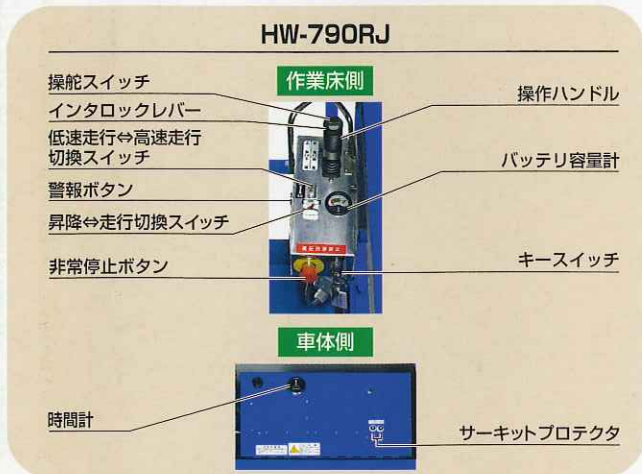 HW-790RJ
作業床側
操舵スイッチ
インタロックレバー
低速走行⇔高速走行
切換スイッチ
警報ボタン
昇降⇔走行切換スイッチ
非常停止ボタン
操作ハンドル
バッテリ容量計
キースイッチ
車体側
時間計
サーキットプロテクタ